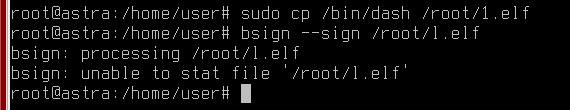 root@astra:/home/user# sudo cp /bin/dash /root/1.elf
root@astra:/home/user# bsign --sign /root/l.elf
bsign: processing /root/l.elf
bsign: unable to stat file '/root/l.elf'
root@astra:/home/user#